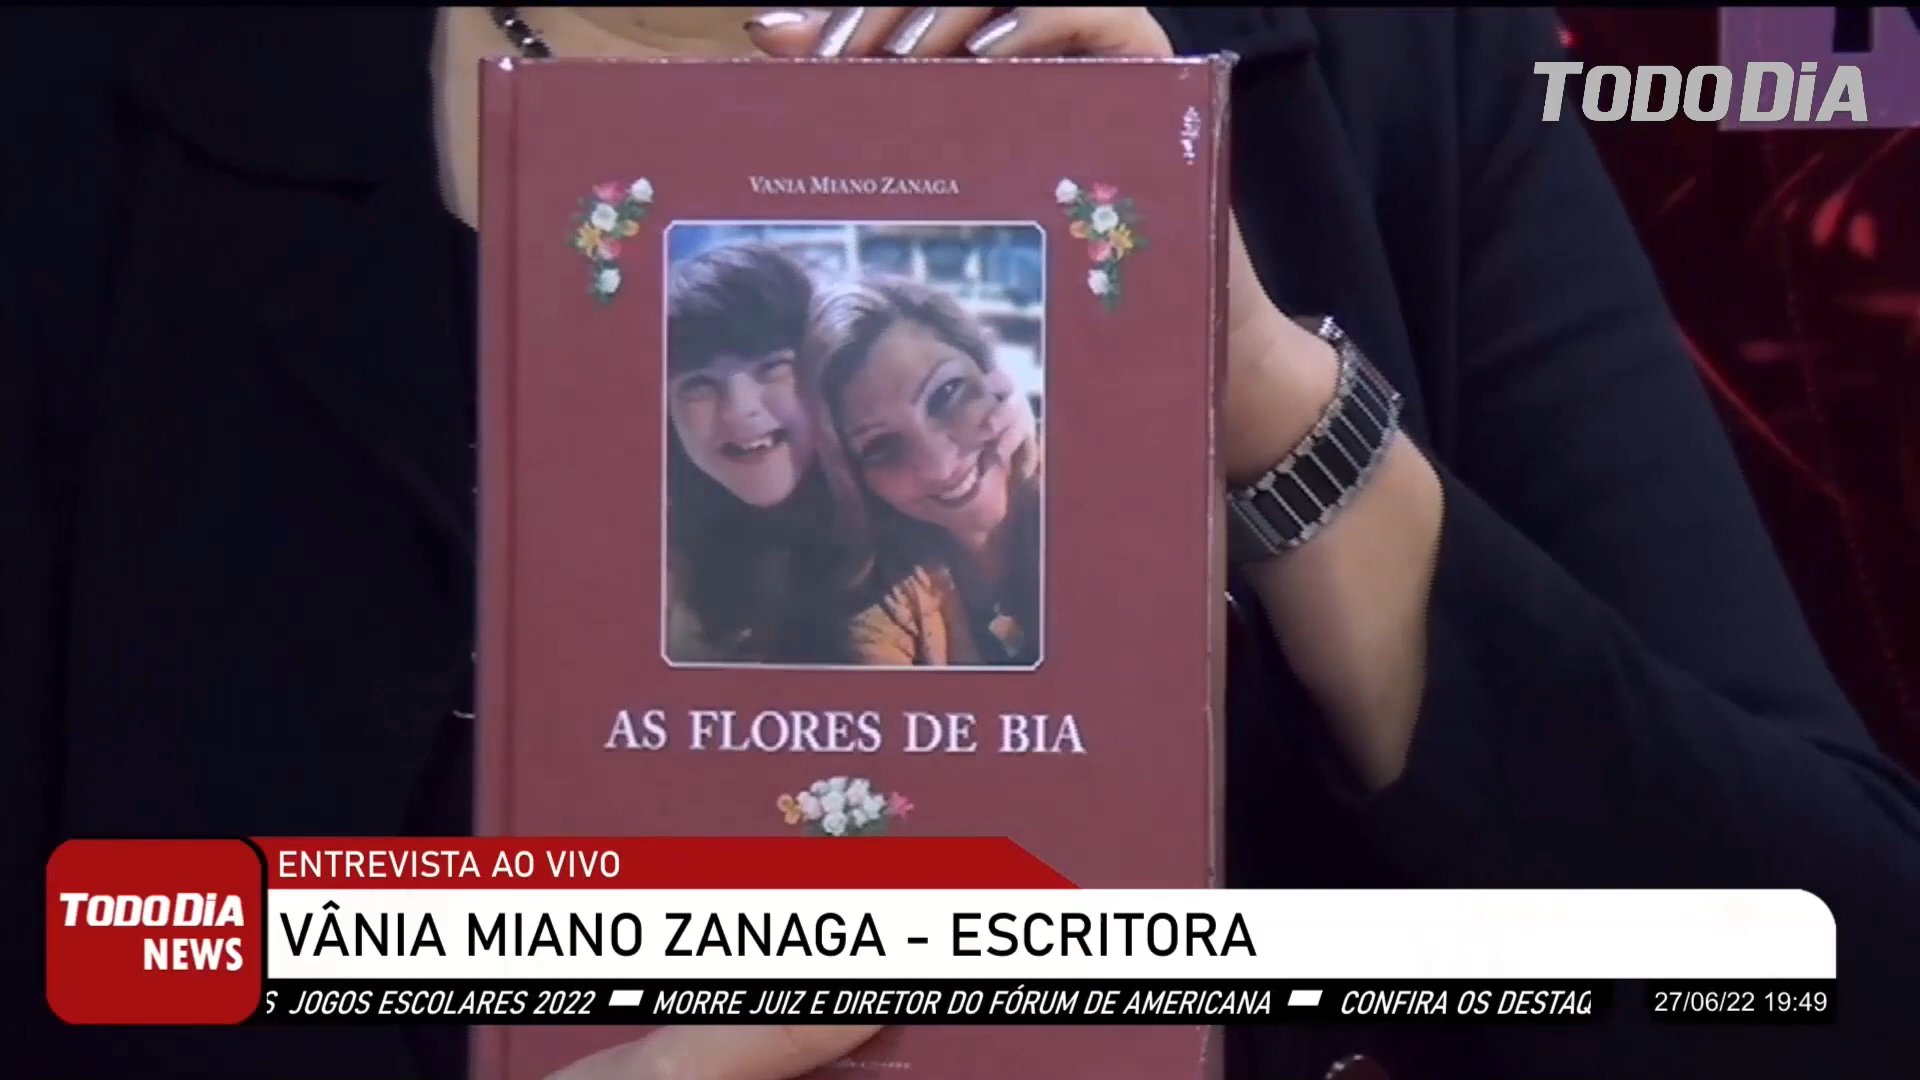 TODODIA
VANIA MIANO ZANAGA
AS FLORES DE BIA
ENTREVISTA AO VIVO
TODODIA
NEWS
VÂNIA MIANO ZANAGA - ESCRITORA
S JOGOS ESCOLARES 2022 MORRE JUIZ E DIRETOR DO FÓRUM DE AMERICANA CONFIRA OS DESTAQ
27/06/22 19:49